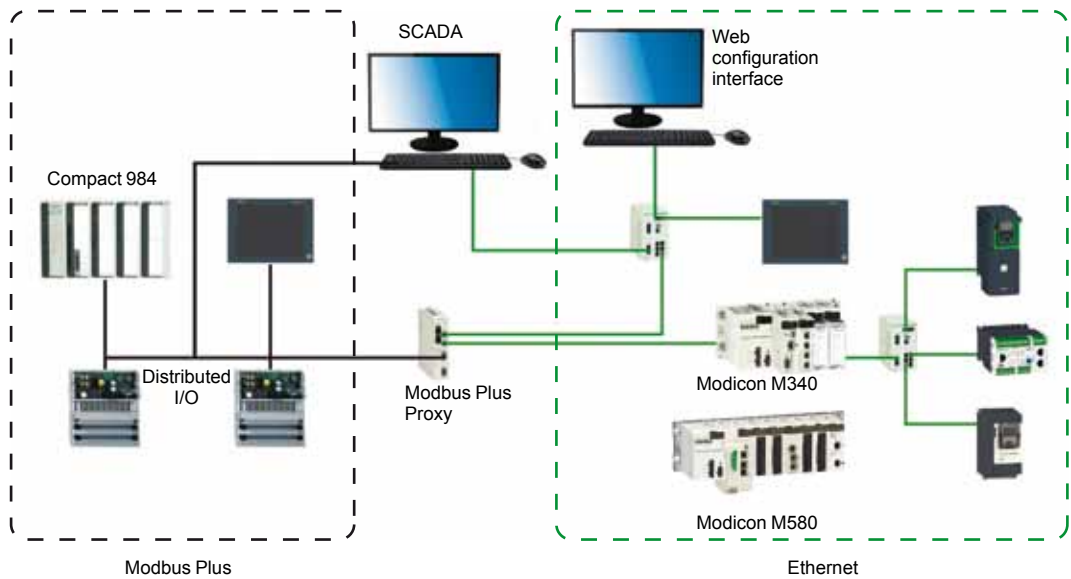 SCADA
Web
configuration
interface
Compact 984
Distributed
I/O
Modbus Plus
Proxy
Modicon M340
Modicon M580
Modbus Plus
Ethernet